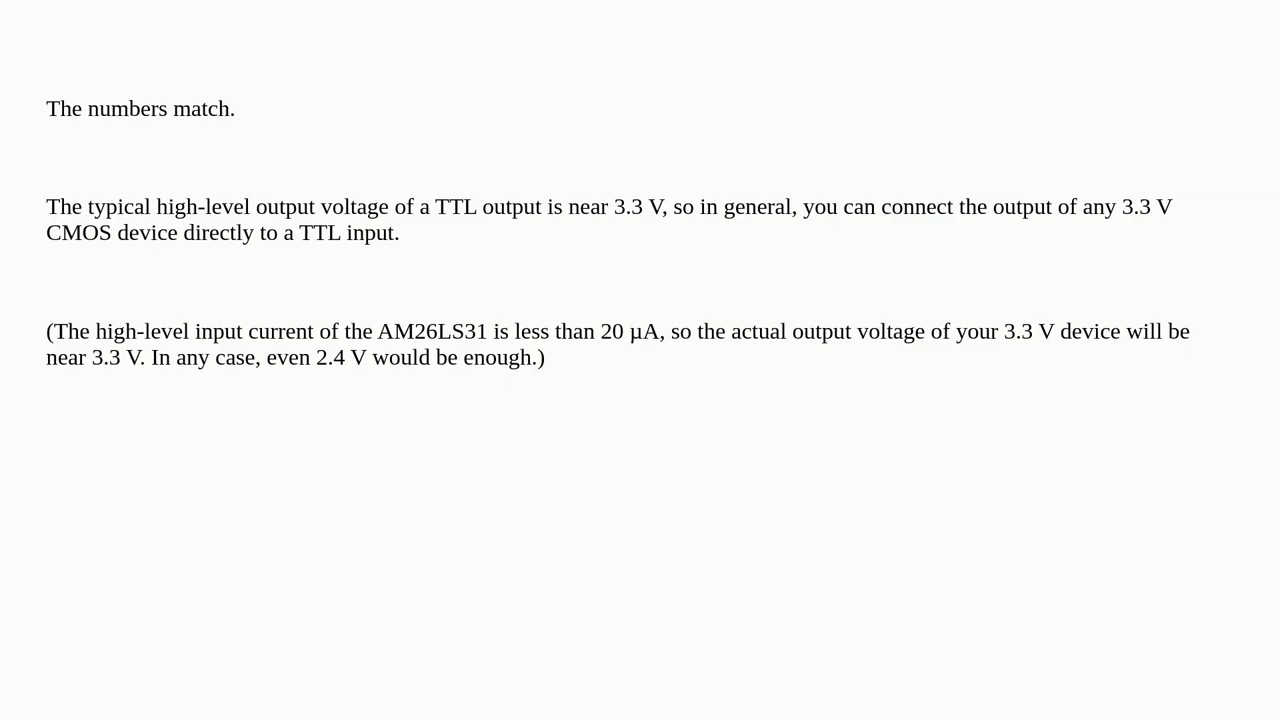 The numbers match.
The typical high-level output voltage of a TTL output is near 3.3 V, so in general, you can connect the output of any 3.3 V
CMOS device directly to a TTL input.
(The high-level input current of the AM26LS31 is less than 20 µA, so the actual output voltage of your 3.3 V device will be
near 3.3 V. In any case, even 2.4 V would be enough.)